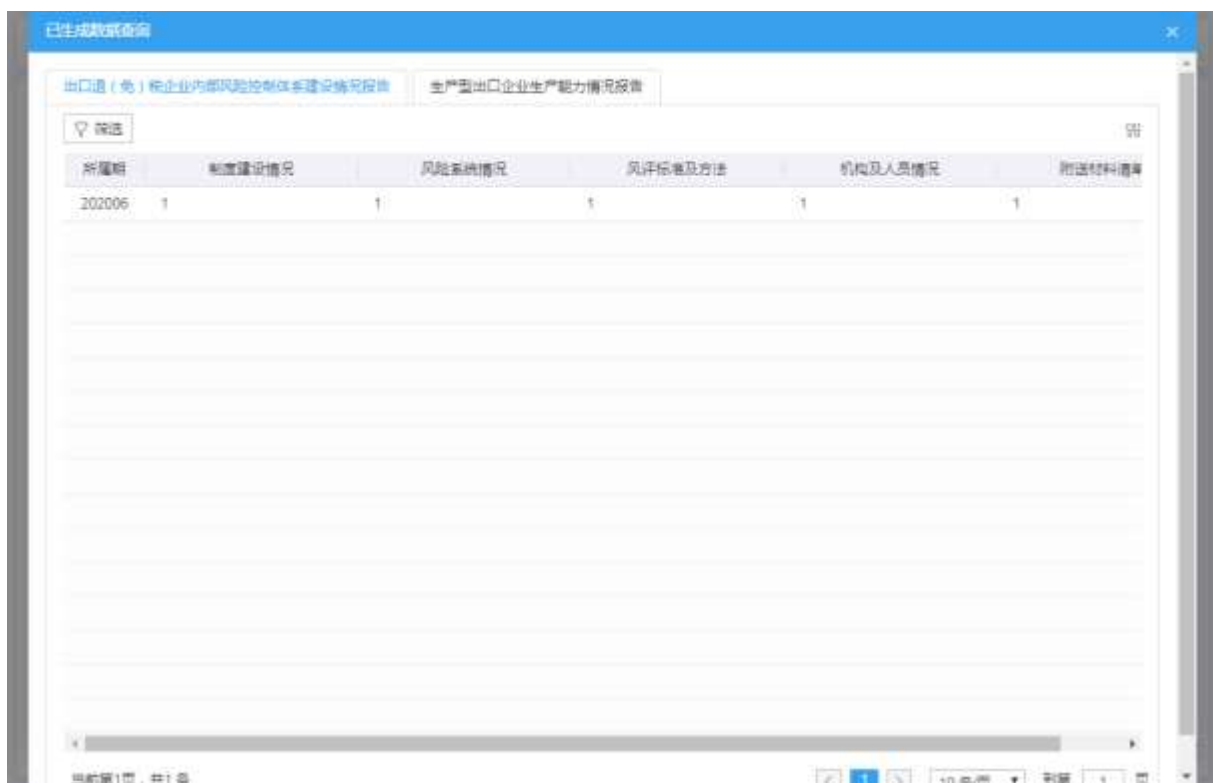 已生成数据查询
出口退(免)税企业内部风险控制体系建设情况报告 生产型出口企业生产能力情况报告
筛选
所属期 制度建设情况 风险系统情况 风评标准及方法 机构及人员情况 附送材料清单
202006 1 1 1 1 1
当前第1页,共1条 1 10 条/页 到第 1 页